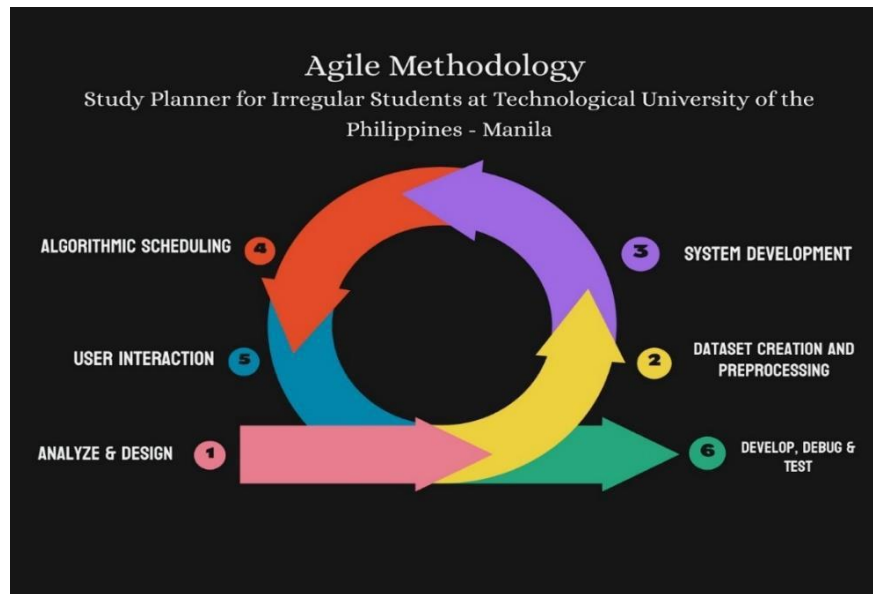 Agile Methodology
Study Planner for Irregular Students at Technological University of the
Philippines - Manila
ALGORITHMIC SCHEDULING
4
3
SYSTEM DEVELOPMENT
USER INTERACTION
5
2
DATASET CREATION AND
PREPROCESSING
ANALYZE & DESIGN
1
6
DEVELOP, DEBUG &
TEST